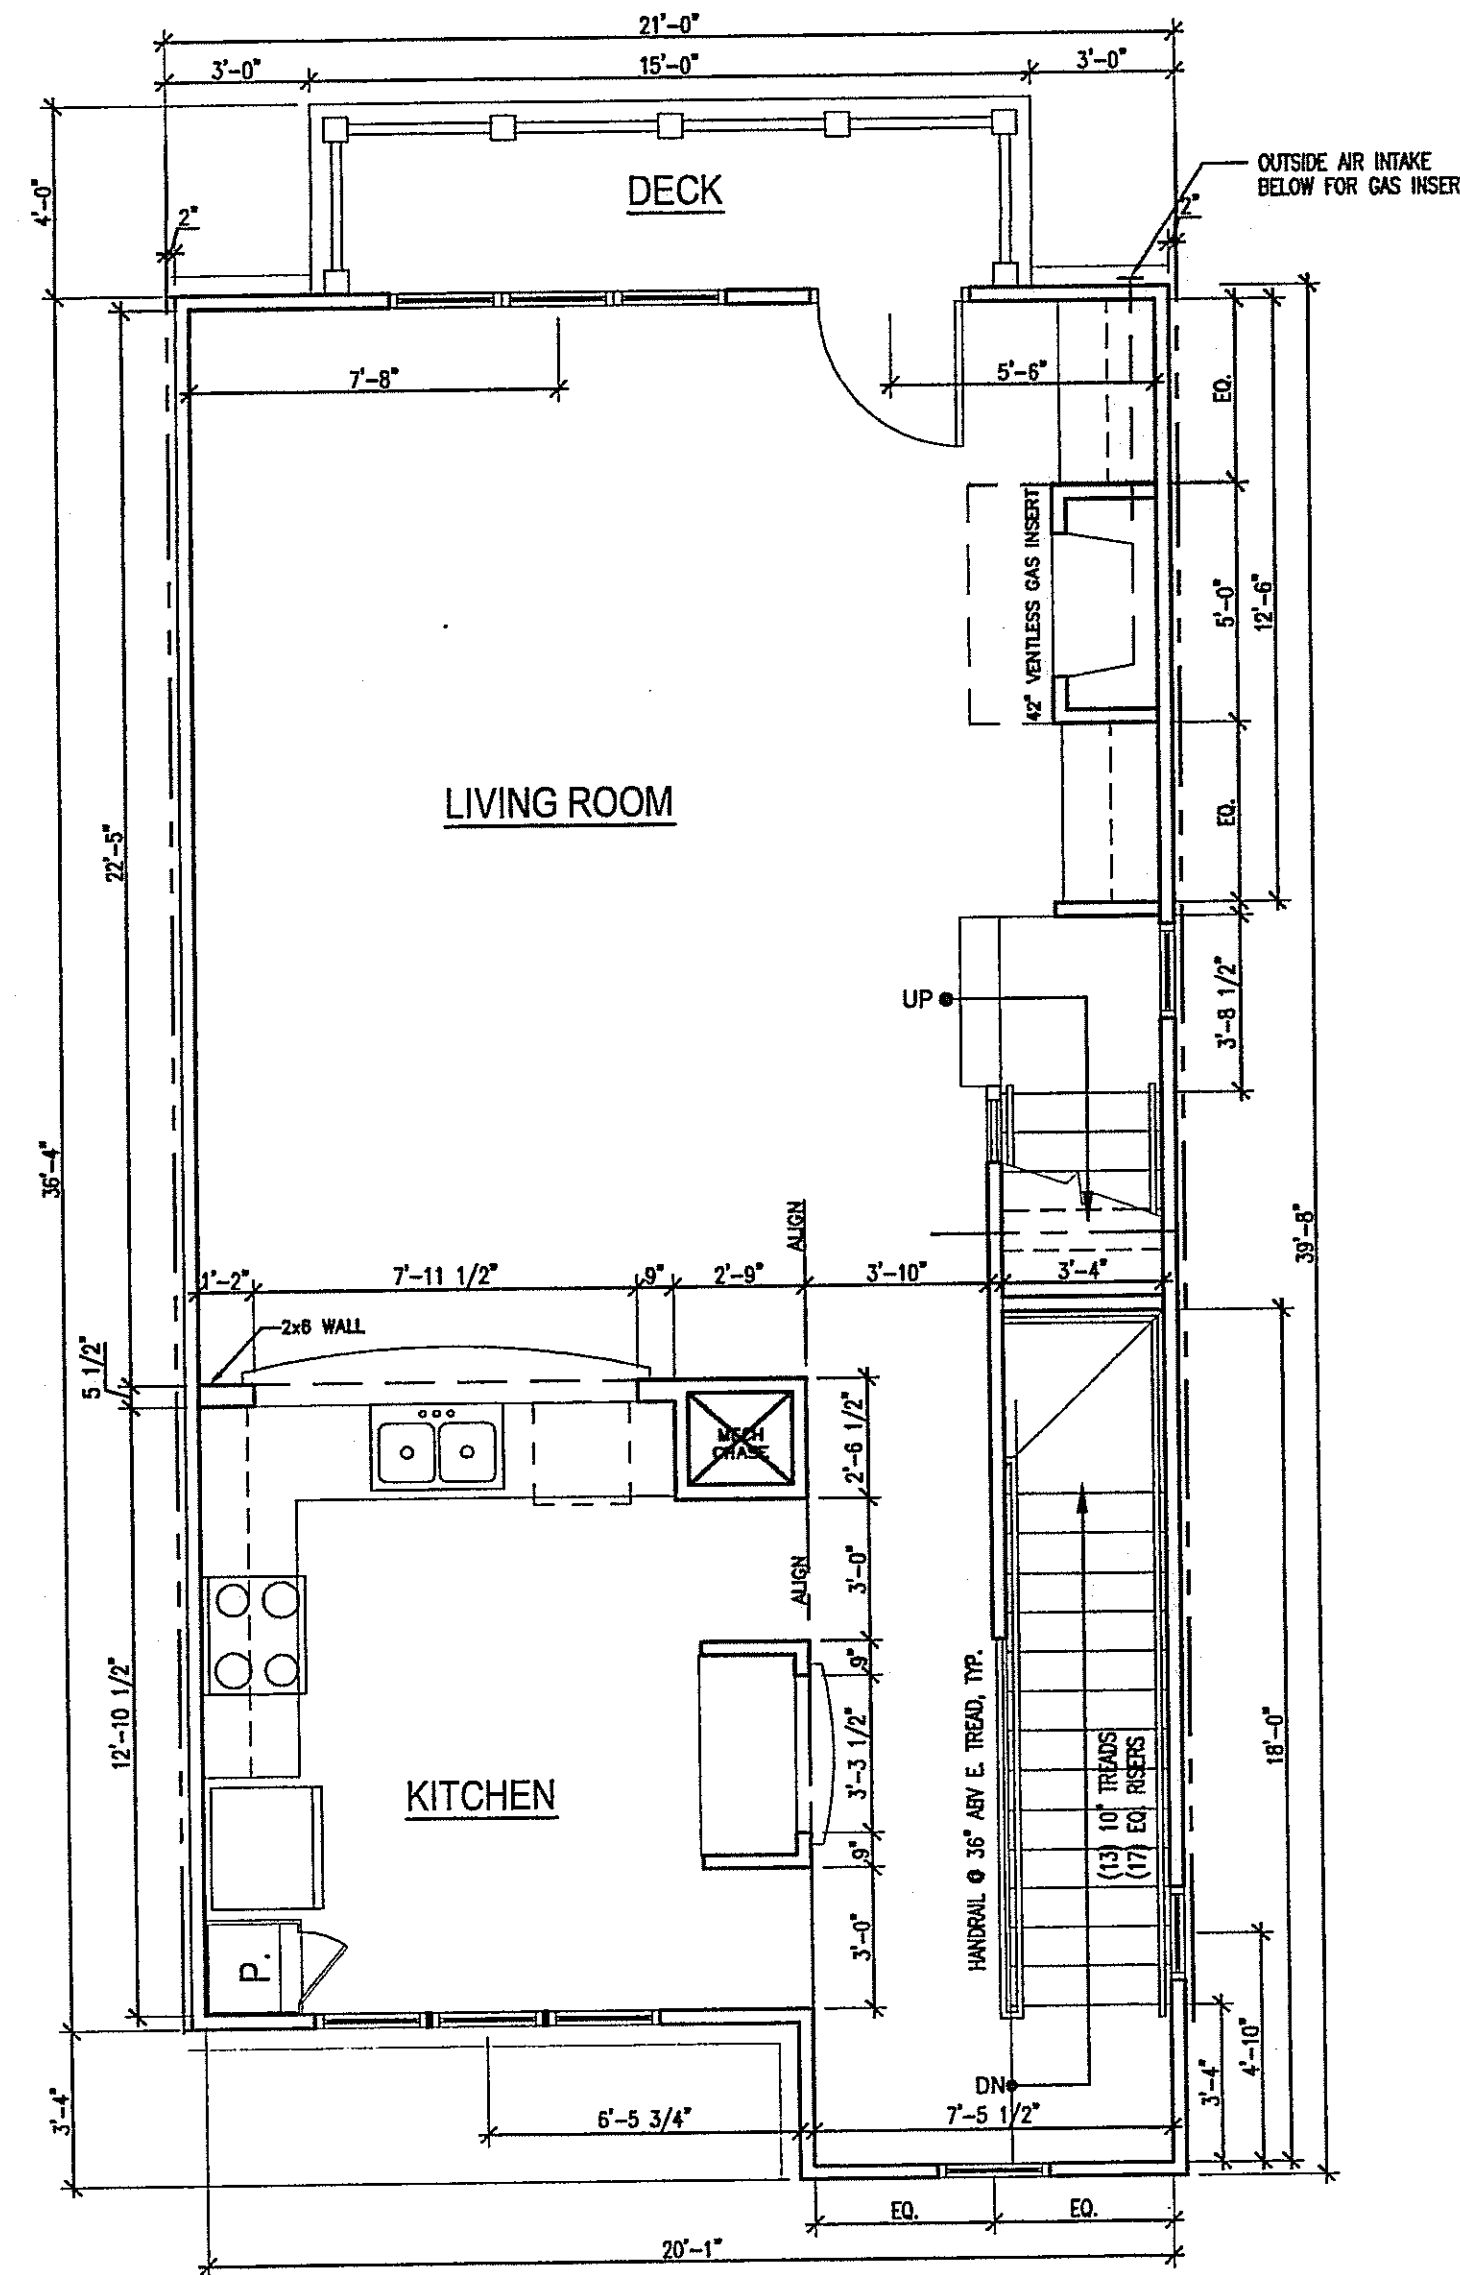 21'-0"
3'-0"
15'-0"
3'-0"
OUTSIDE AIR INTAKE
BELOW FOR GAS INSER
DECK
4'-0"
2"
2"
7'-8"
5'-6"
EQ.
42" VENTLESS GAS INSERT
5'-0"
12'-6"
LIVING ROOM
22'-5"
EQ.
UP
3'-8 1/2"
36'-4"
39'-8"
ALIGN
1'-2"
7'-11 1/2"
9"
2'-9"
3'-10"
3'-4"
2x6 WALL
5 1/2"
MECH
CHASE
2'-6 1/2"
ALIGN
3'-0"
9"
HANDRAIL @ 36" ABV E. TREAD, TYP.
12'-10 1/2"
3'-3 1/2"
(13) 10" TREADS
(17) EQ. RISERS
18'-0"
KITCHEN
9"
3'-0"
P.
4'-10"
3'-4"
3'-4"
DN
6'-5 3/4"
7'-5 1/2"
EQ.
EQ.
20'-1"